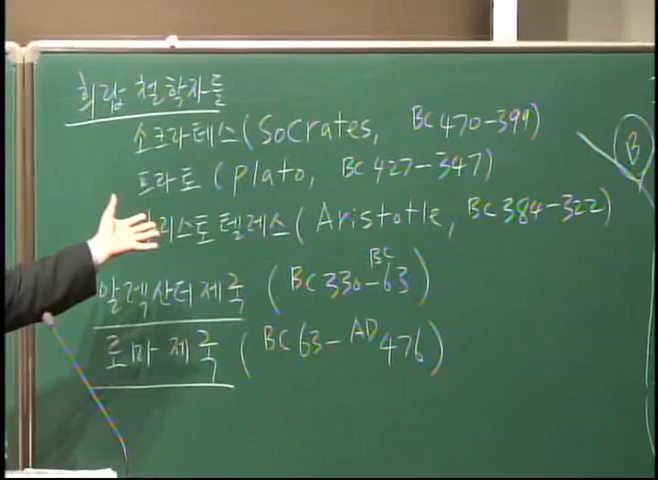 희랍 철학자들
소크라테스 (Socrates, BC 470-399)
프라토 (Plato, BC 427-347)
리스토텔레스 (Aristotle, BC 384-322)
알렉산더 제국 (BC 330-BC 63)
로마 제국 (BC 63-AD 476)
B